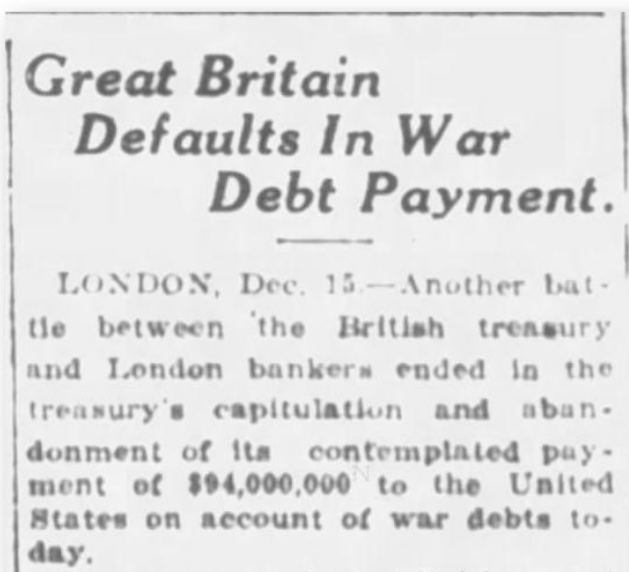 Great Britain
Defaults In War
Debt Payment.
LONDON, Dec. 15.—Another bat-
tle between the British treasury
and London bankers ended in the
treasury's capitulation and aban-
donment of its contemplated pay-
ment of $94,000,000 to the United
States on account of war debts to-
day.